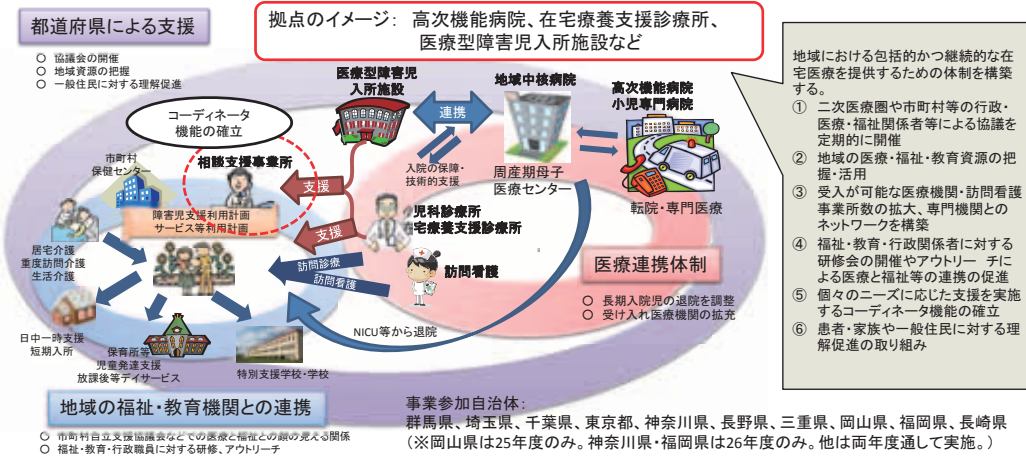 都道府県による支援
○ 協議会の開催
○ 地域資源の把握
○ 一般住民に対する理解促進
拠点のイメージ： 高次機能病院、在宅療養支援診療所、
医療型障害児入所施設など
コーディネータ
機能の確立
医療型障害児
入所施設
連携
地域中核病院
高次機能病院
小児専門病院
市町村
保健センター
相談支援事業所
支援
入院の保障・
技術的支援
周産期母子
医療センター
転院・専門医療
障害児支援利用計画
サービス等利用計画
支援
児科診療所
宅療養支援診療所
居宅介護
重度訪問介護
生活介護
訪問診療
訪問看護
訪問看護
医療連携体制
○ 長期入院児の退院を調整
○ 受け入れ医療機関の拡充
NICU等から退院
日中一時支援
短期入所
保育所等
児童発達支援
放課後等デイサービス
特別支援学校・学校
地域の福祉・教育機関との連携
○ 市町村自立支援協議会などでの医療と福祉との顔の見える関係
○ 福祉・教育・行政職員に対する研修、アウトリーチ
地域における包括的かつ継続的な在
宅医療を提供するための体制を構築
する。
① 二次医療圏や市町村等の行政・
医療・福祉関係者等による協議を
定期的に開催
② 地域の医療・福祉・教育資源の把
握・活用
③ 受入が可能な医療機関・訪問看護
事業所数の拡大、専門機関との
ネットワークを構築
④ 福祉・教育・行政関係者に対する
研修会の開催やアウトリー チに
よる医療と福祉等の連携の促進
⑤ 個々のニーズに応じた支援を実施
するコーディネータ機能の確立
⑥ 患者・家族や一般住民に対する理
解促進の取り組み
事業参加自治体：
群馬県、埼玉県、千葉県、東京都、神奈川県、長野県、三重県、岡山県、福岡県、長崎県
（※岡山県は25年度のみ。神奈川県・福岡県は26年度のみ。他は両年度通して実施。）